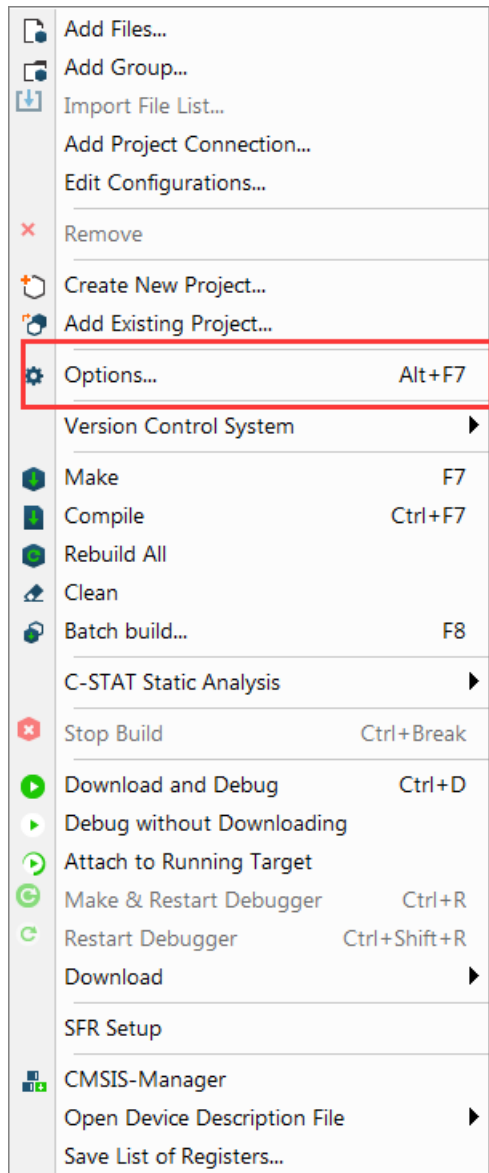 Add Files...
Add Group...
Import File List...
Add Project Connection...
Edit Configurations...
Remove
Create New Project...
Add Existing Project...
Options... Alt+F7
Version Control System
Make F7
Compile Ctrl+F7
Rebuild All
Clean
Batch build... F8
C-STAT Static Analysis
Stop Build Ctrl+Break
Download and Debug Ctrl+D
Debug without Downloading
Attach to Running Target
Make & Restart Debugger Ctrl+R
Restart Debugger Ctrl+Shift+R
Download
SFR Setup
CMSIS-Manager
Open Device Description File
Save List of Registers...